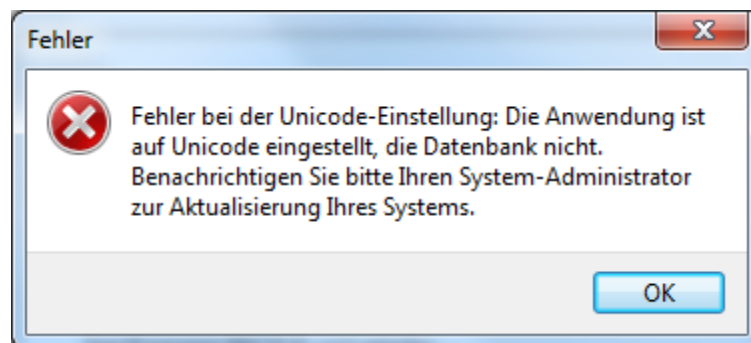 Fehler
Fehler bei der Unicode-Einstellung: Die Anwendung ist
auf Unicode eingestellt, die Datenbank nicht.
Benachrichtigen Sie bitte Ihren System-Administrator
zur Aktualisierung Ihres Systems.
OK